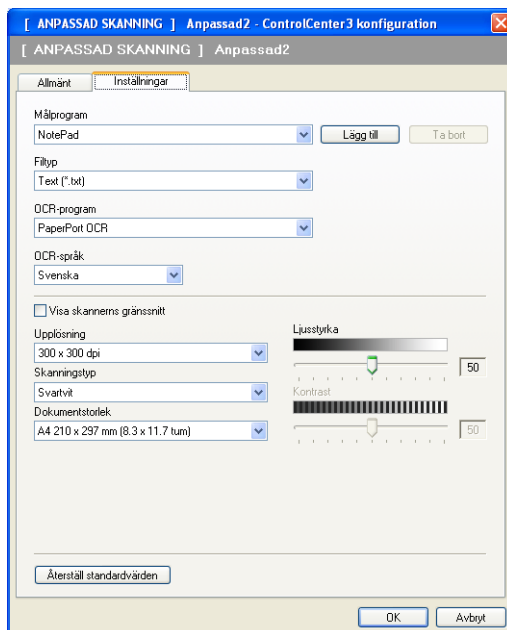 [ ANPASSAD SKANNING ]   Anpassad2 - ControlCenter3 konfiguration
[ ANPASSAD SKANNING ]   Anpassad2
Allmänt Inställningar
Målprogram
NotePad Lägg till Ta bort
Filtyp
Text (*.txt)
OCR-program
PaperPort OCR
OCR-språk
Svenska
Visa skannerns gränssnitt
Upplösning Ljusstyrka
300 x 300 dpi 50
Skanningstyp
Svartvit Kontrast
Dokumentstorlek
A4 210 x 297 mm (8.3 x 11.7 tum) 50
Återställ standardvärden
OK Avbryt